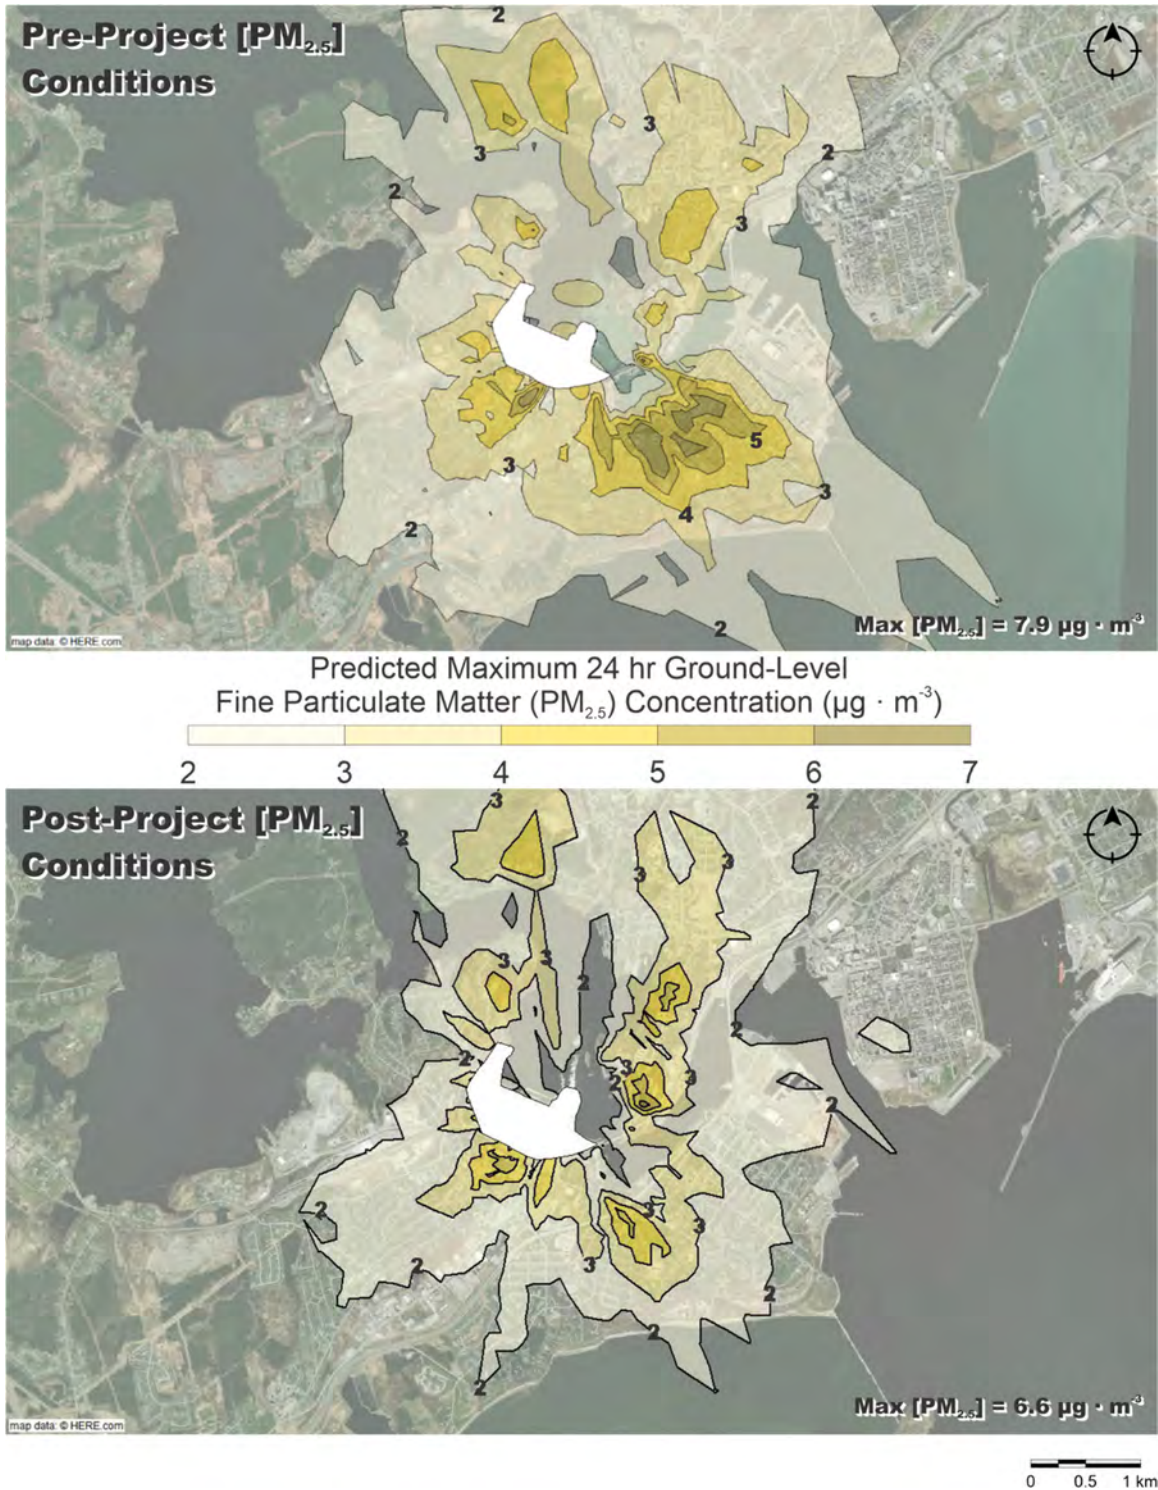 Pre-Project [PM2.5]
Conditions
2
3
3
2
2
3
5
3
3
4
2
2
Max [PM2.5] = 7.9 µg · m-3
map data: © HERE.com
Predicted Maximum 24 hr Ground-Level
Fine Particulate Matter (PM2.5) Concentration (µg · m-3)
2 3 4 5 6 7
Post-Project [PM2.5]
Conditions
3
2
2
3
3
3
3
2
2
2
3
3
2
2
2
3
3
2
3
2
2
2
Max [PM2.5] = 6.6 µg · m-3
map data: © HERE.com
0 0.5 1 km